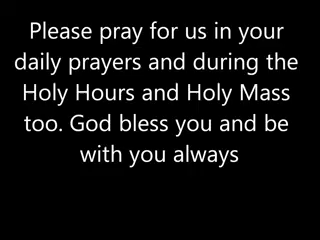 Please pray for us in your
daily prayers and during the
Holy Hours and Holy Mass
too. God bless you and be
with you always